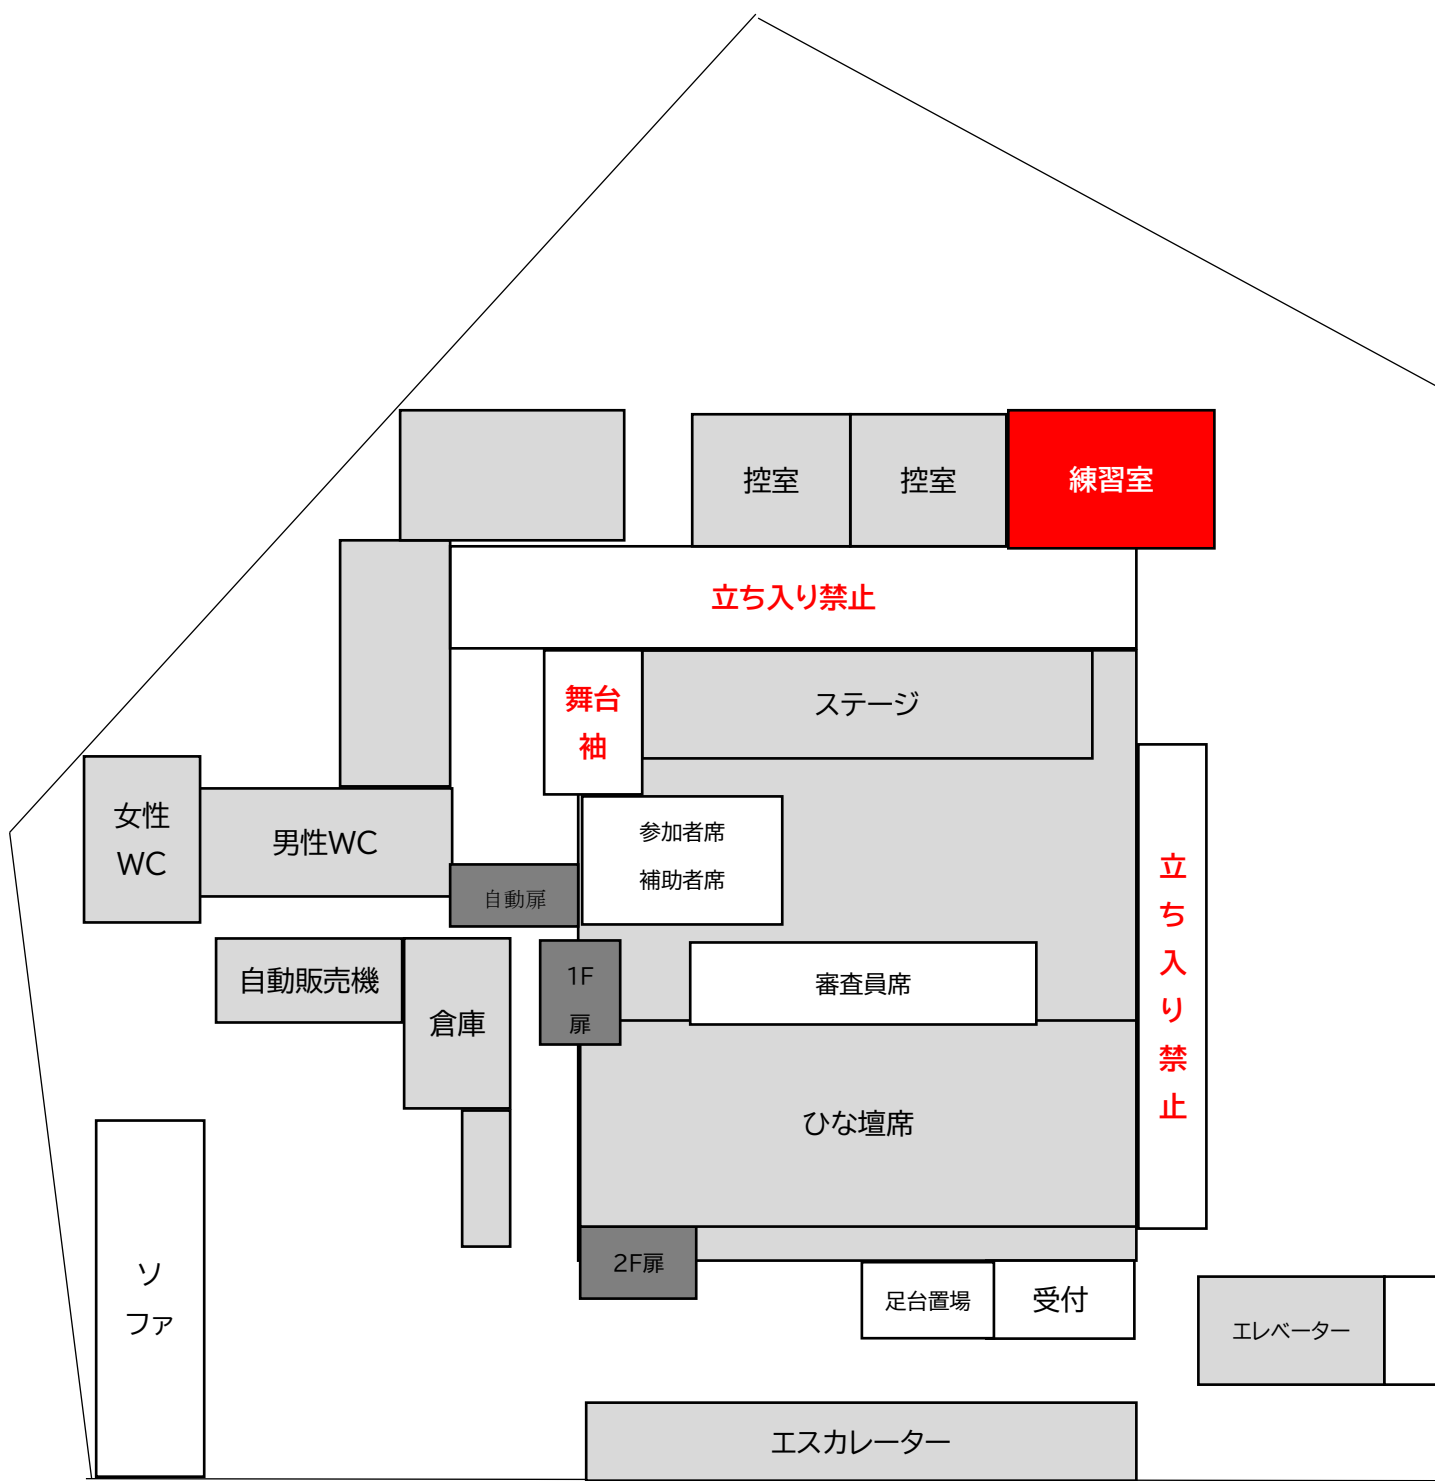 控室
控室
練習室
立ち入り禁止
舞台
袖
ステージ
女性
WC
男性WC
参加者席
補助者席
自動扉
立
ち
入
り
禁
止
自動販売機
倉庫
1F
扉
審査員席
ひな壇席
ソ
ファ
2F扉
足台置場
受付
エレベーター
エスカレーター